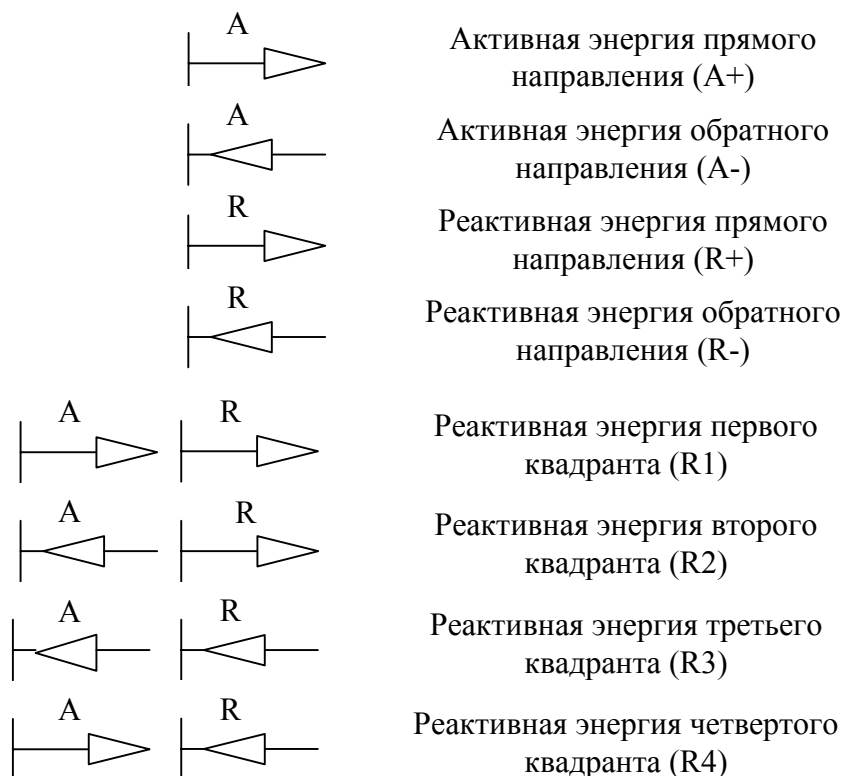 A
Активная энергия прямого
направления (A+)
A
Активная энергия обратного
направления (A-)
R
Реактивная энергия прямого
направления (R+)
R
Реактивная энергия обратного
направления (R-)
A R
Реактивная энергия первого
квадранта (R1)
A R
Реактивная энергия второго
квадранта (R2)
A R
Реактивная энергия третьего
квадранта (R3)
A R
Реактивная энергия четвертого
квадранта (R4)